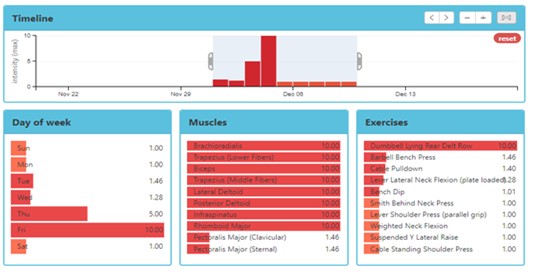 Timeline
reset
intensity (max)
10
5
0
Nov 22
Nov 29
Dec 08
Dec 13
Day of week
Sun 1.00
Mon 1.00
Tue 1.46
Wed 1.28
Thu 5.00
Fri 10.00
Sat 1.00
Muscles
Brachioradialis 10.00
Trapezius (Lower Fibers) 10.00
Biceps 10.00
Trapezius (Middle Fibers) 10.00
Lateral Deltoid 10.00
Posterior Deltoid 10.00
Infraspinatus 10.00
Rhomboid Major 10.00
Pectoralis Major (Clavicular) 1.46
Pectoralis Major (Sternal) 1.46
Exercises
Dumbbell Lying Rear Delt Row 10.00
Barbell Bench Press 1.46
Cable Pulldown 1.40
Lever Lateral Neck Flexion (plate loaded) 1.28
Bench Dip 1.01
Smith Behind Neck Press 1.00
Lever Shoulder Press (parallel grip) 1.00
Weighted Neck Flexion 1.00
Suspended Y Lateral Raise 1.00
Cable Standing Shoulder Press 1.00